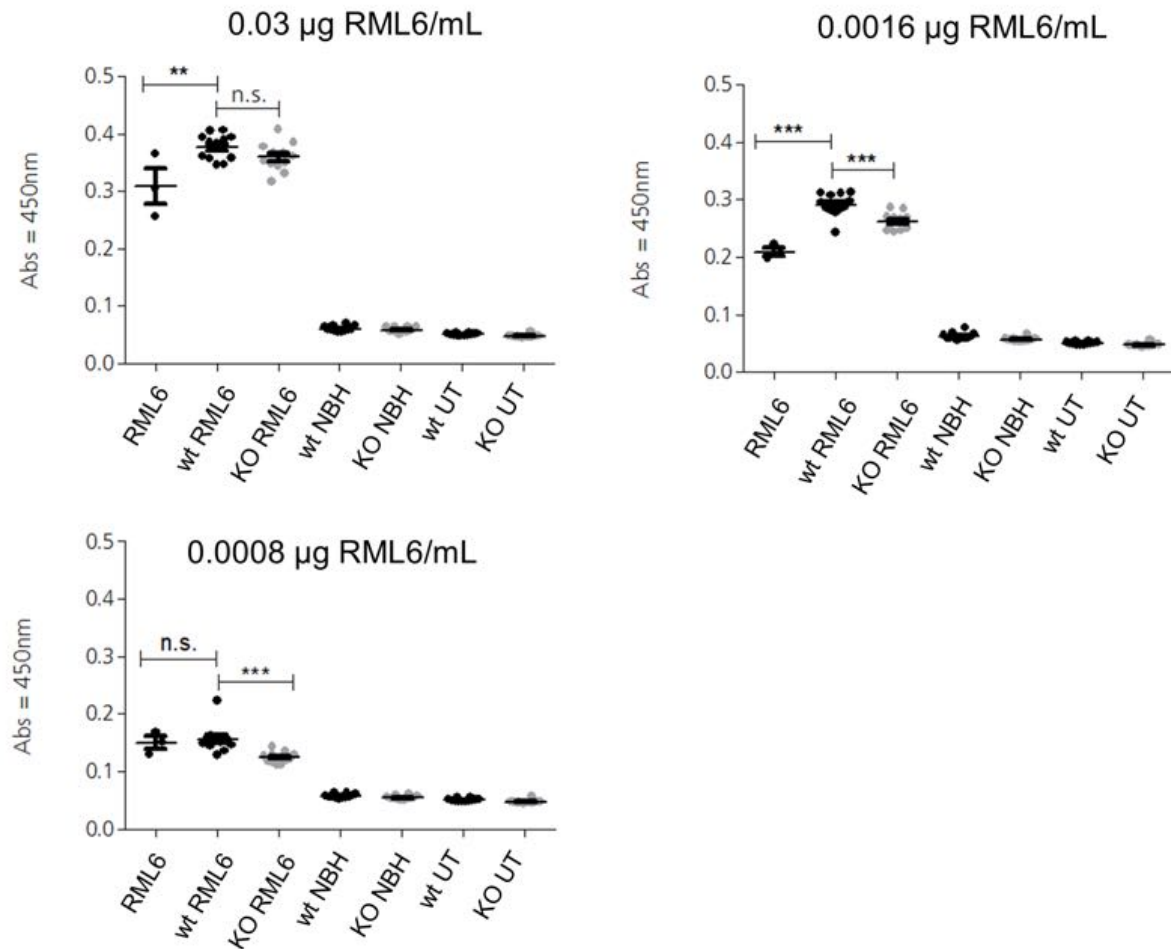 0.03 µg RML6/mL
Abs = 450nm
0.5
0.4
0.3
0.2
0.1
0.0
**
n.s.
RML6
wt RML6
KO RML6
wt NBH
KO NBH
wt UT
KO UT
0.0016 µg RML6/mL
Abs = 450nm
0.5
0.4
0.3
0.2
0.1
0.0
***
***
RML6
wt RML6
KO RML6
wt NBH
KO NBH
wt UT
KO UT
0.0008 µg RML6/mL
Abs = 450nm
0.5
0.4
0.3
0.2
0.1
0.0
n.s.
***
RML6
wt RML6
KO RML6
wt NBH
KO NBH
wt UT
KO UT